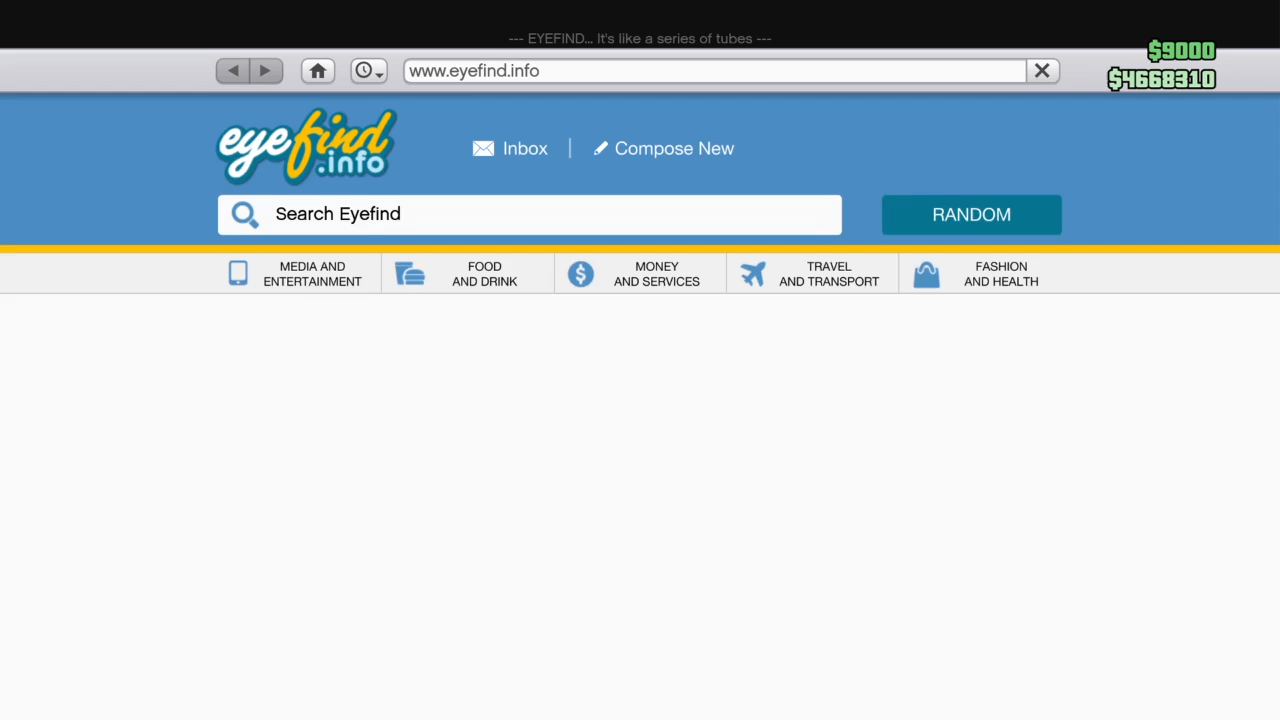 --- EYEFIND... It's like a series of tubes ---
$9000
www.eyefind.info
$4668310
eyefind
.info
Inbox
Compose New
Search Eyefind
RANDOM
MEDIA AND
ENTERTAINMENT
FOOD
AND DRINK
MONEY
AND SERVICES
TRAVEL
AND TRANSPORT
FASHION
AND HEALTH